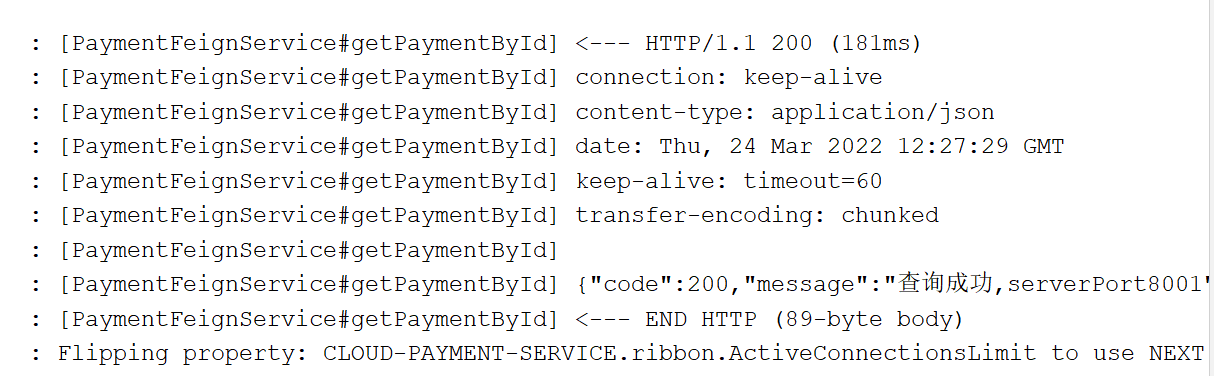 : [PaymentFeignService#getPaymentById] <--- HTTP/1.1 200 (181ms)
: [PaymentFeignService#getPaymentById] connection: keep-alive
: [PaymentFeignService#getPaymentById] content-type: application/json
: [PaymentFeignService#getPaymentById] date: Thu, 24 Mar 2022 12:27:29 GMT
: [PaymentFeignService#getPaymentById] keep-alive: timeout=60
: [PaymentFeignService#getPaymentById] transfer-encoding: chunked
: [PaymentFeignService#getPaymentById]
: [PaymentFeignService#getPaymentById] {"code":200,"message":"查询成功,serverPort8001"
: [PaymentFeignService#getPaymentById] <--- END HTTP (89-byte body)
: Flipping property: CLOUD-PAYMENT-SERVICE.ribbon.ActiveConnectionsLimit to use NEXT